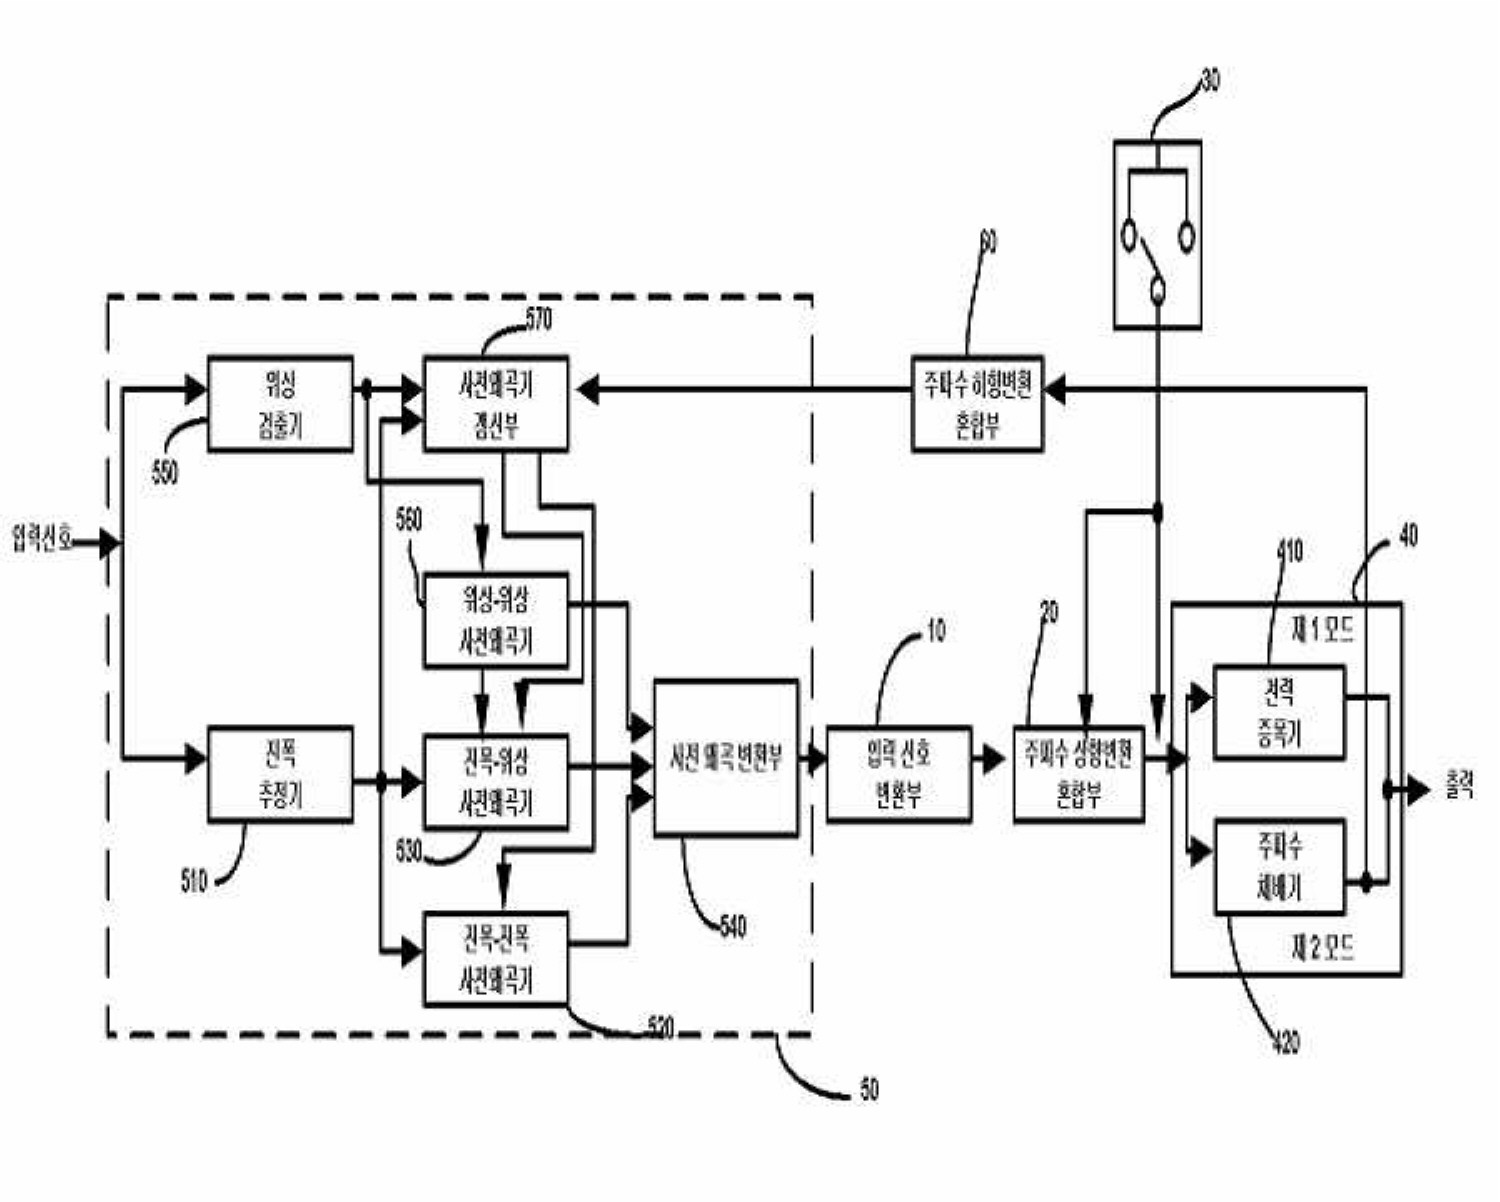 30
60
570
위상
검출기
사전왜곡기
갱신부
주파수 하향변환
혼합부
550
560
입력신호
410
40
위상-위상
사전왜곡기
20
10
제 1 모드
전력
증폭기
진폭
추정기
진폭-위상
사전왜곡기
사전 왜곡 변환부
입력 신호
변환부
주파수 상향변환
혼합부
출력
510
530
주파수
체배기
540
진폭-진폭
사전왜곡기
제 2 모드
520
420
50